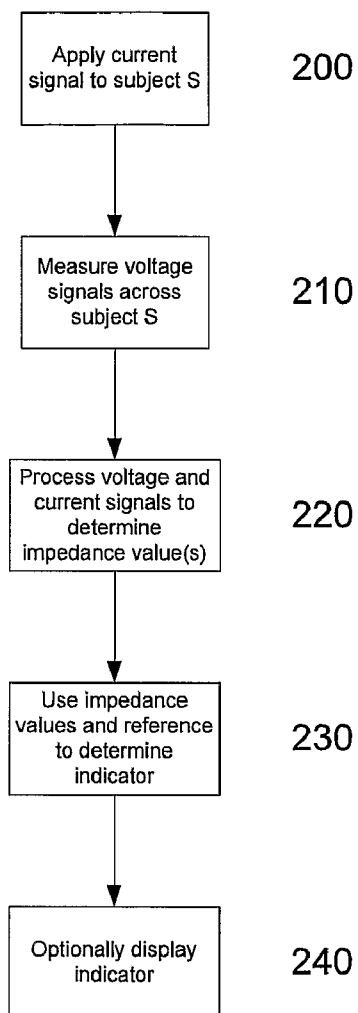 Apply current
signal to subject S
200
Measure voltage
signals across
subject S
210
Process voltage and
current signals to
determine
impedance value(s)
220
Use impedance
values and reference
to determine
indicator
230
Optionally display
indicator
240